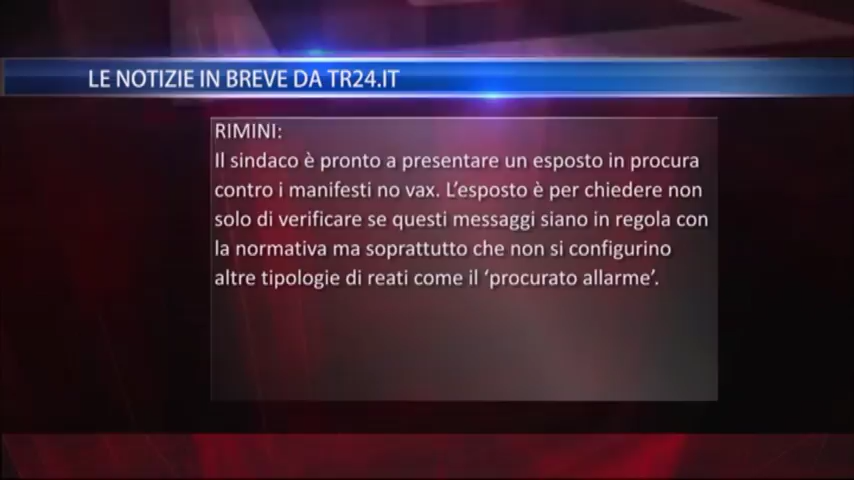 LE NOTIZIE IN BREVE DA TR24.IT
RIMINI:
Il sindaco è pronto a presentare un esposto in procura
contro i manifesti no vax. L’esposto è per chiedere non
solo di verificare se questi messaggi siano in regola con
la normativa ma soprattutto che non si configurino
altre tipologie di reati come il ‘procurato allarme’.